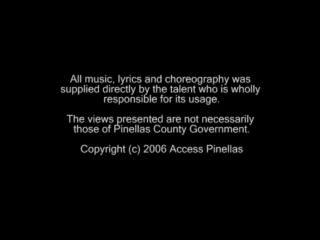 All music, lyrics and choreography was
supplied directly by the talent who is wholly
responsible for its usage.
The views presented are not necessarily
those of Pinellas County Government.
Copyright (c) 2006 Access Pinellas